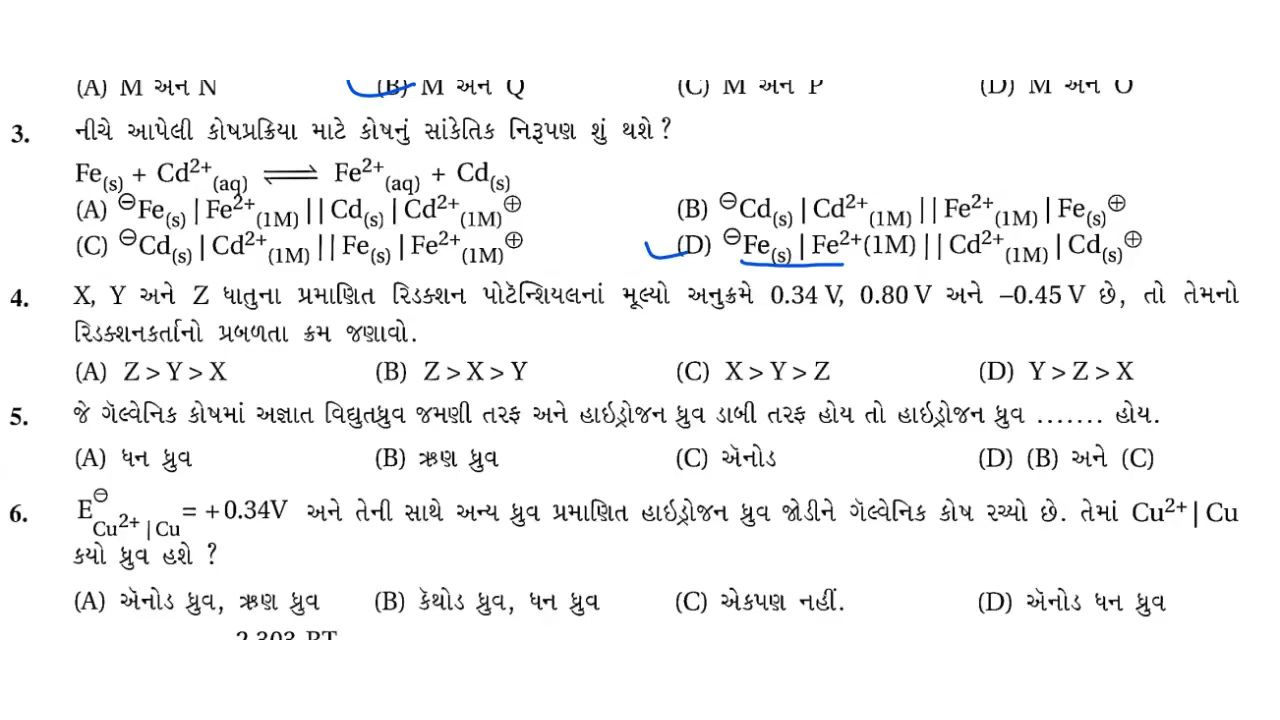 (A) M અને N (B) M અને Q (C) M અને P (D) M અને O
3. નીચે આપેલી કોષપ્રક્રિયા માટે કોષનું સાંકેતિક નિરૂપણ શું થશે ?
Fe(s) + Cd²⁺(aq) ⇌ Fe²⁺(aq) + Cd(s)
(A) ⊖Fe(s) | Fe²⁺(1M) || Cd(s) | Cd²⁺(1M)⊕ (B) ⊖Cd(s) | Cd²⁺(1M) || Fe²⁺(1M) | Fe(s)⊕
(C) ⊖Cd(s) | Cd²⁺(1M) || Fe(s) | Fe²⁺(1M)⊕ (D) ⊖Fe(s) | Fe²⁺(1M) || Cd²⁺(1M) | Cd(s)⊕
4. X, Y અને Z ધાતુના પ્રમાણિત રિડક્શન પોટૅન્શિયલનાં મૂલ્યો અનુક્રમે 0.34 V, 0.80 V અને –0.45 V છે, તો તેમનો
રિડક્શનકર્તાનો પ્રબળતા ક્રમ જણાવો.
(A) Z > Y > X (B) Z > X > Y (C) X > Y > Z (D) Y > Z > X
5. જે ગૅલ્વેનિક કોષમાં અજ્ઞાત વિદ્યુતધ્રુવ જમણી તરફ અને હાઇડ્રોજન ધ્રુવ ડાબી તરફ હોય તો હાઇડ્રોજન ધ્રુવ ....... હોય.
(A) ધન ધ્રુવ (B) ઋણ ધ્રુવ (C) ઍનોડ (D) (B) અને (C)
6. E⊖Cu²⁺ | Cu = + 0.34V અને તેની સાથે અન્ય ધ્રુવ પ્રમાણિત હાઇડ્રોજન ધ્રુવ જોડીને ગૅલ્વેનિક કોષ રચ્યો છે. તેમાં Cu²⁺ | Cu
કયો ધ્રુવ હશે ?
(A) ઍનોડ ધ્રુવ, ઋણ ધ્રુવ (B) કૅથોડ ધ્રુવ, ધન ધ્રુવ (C) એકપણ નહીં. (D) ઍનોડ ધન ધ્રુવ
2.303 RT